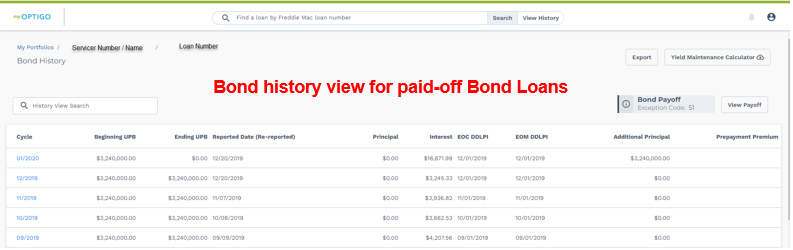 myOPTIGO Find a loan by Freddie Mac loan number Search View History
My Portfolios / Servicer Number / Name / Loan Number
Bond History Export Yield Maintenance Calculator
Bond history view for paid-off Bond Loans
History View Search Bond Payoff View Payoff
Exception Code: 51
Cycle Beginning UPB Ending UPB Reported Date (Re-reported) Principal Interest EOC DDLPI EOM DDLPI Additional Principal Prepayment Premium
01/2020 $3,240,000.00 $0.00 12/20/2019 $0.00 $16,871.99 12/01/2019 12/01/2019 $3,240,000.00
12/2019 $3,240,000.00 $3,240,000.00 12/20/2019 $0.00 $3,245.33 12/01/2019 12/01/2019 $0.00
11/2019 $3,240,000.00 $3,240,000.00 11/07/2019 $0.00 $3,936.82 11/01/2019 11/01/2019 $0.00
10/2019 $3,240,000.00 $3,240,000.00 10/08/2019 $0.00 $3,662.53 10/01/2019 10/01/2019 $0.00
09/2019 $3,240,000.00 $3,240,000.00 09/09/2019 $0.00 $4,207.56 09/01/2019 09/01/2019 $0.00